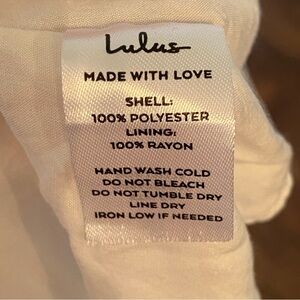 Lulus
MADE WITH LOVE
SHELL:
100% POLYESTER
LINING:
100% RAYON
HAND WASH COLD
DO NOT BLEACH
DO NOT TUMBLE DRY
LINE DRY
IRON LOW IF NEEDED